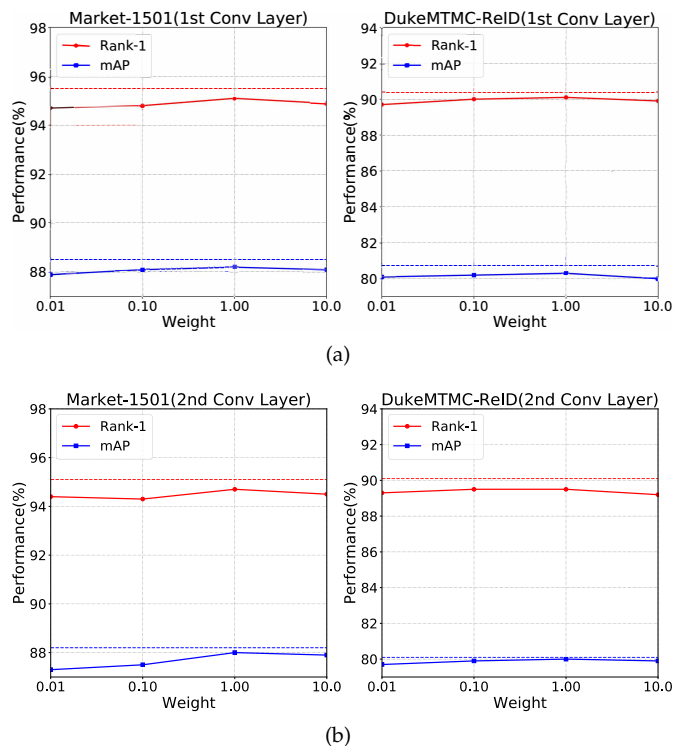 Market-1501(1st Conv Layer)
98
96
94
92
90
88
Performance(%)
Rank-1
mAP
0.01 0.10 1.00 10.0
Weight
DukeMTMC-ReID(1st Conv Layer)
94
92
90
88
86
84
82
80
Performance(%)
Rank-1
mAP
0.01 0.10 1.00 10.0
Weight
(a)
Market-1501(2nd Conv Layer)
98
96
94
92
90
88
Performance(%)
Rank-1
mAP
0.01 0.10 1.00 10.0
Weight
DukeMTMC-ReID(2nd Conv Layer)
94
92
90
88
86
84
82
80
Performance(%)
Rank-1
mAP
0.01 0.10 1.00 10.0
Weight
(b)